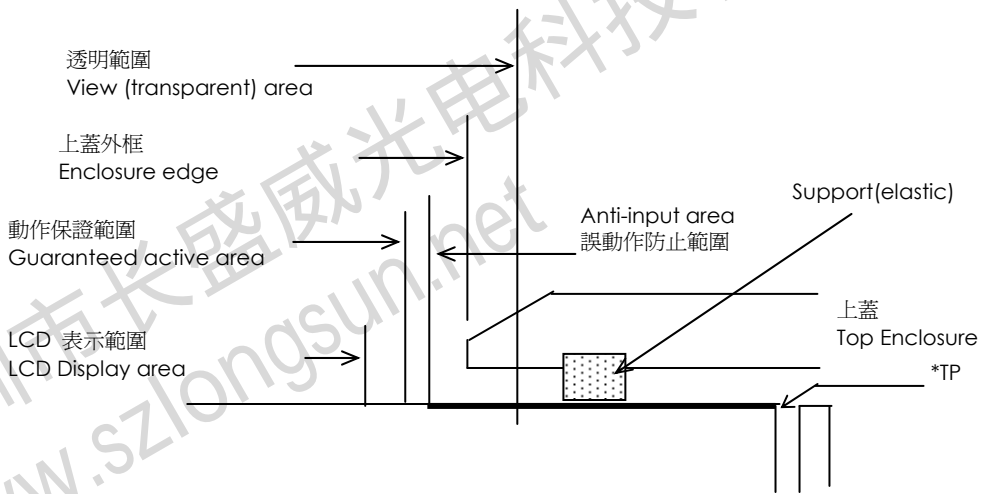 透明範圍
View (transparent) area
上蓋外框
Enclosure edge
Support(elastic)
Anti-input area
誤動作防止範圍
動作保證範圍
Guaranteed active area
上蓋
Top Enclosure
LCD 表示範圍
LCD Display area
*TP
市长盛威光电科技
www.szlongsun.net